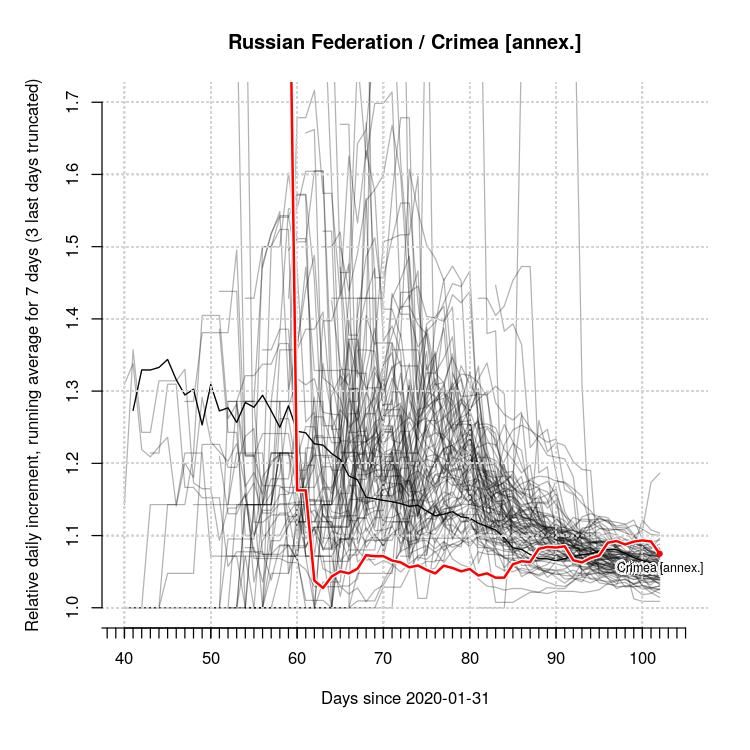 Russian Federation / Crimea [annex.]
Relative daily increment, running average for 7 days (3 last days truncated)
1.7
1.6
1.5
1.4
1.3
1.2
1.1
1.0
Crimea [annex.]
40 50 60 70 80 90 100
Days since 2020-01-31